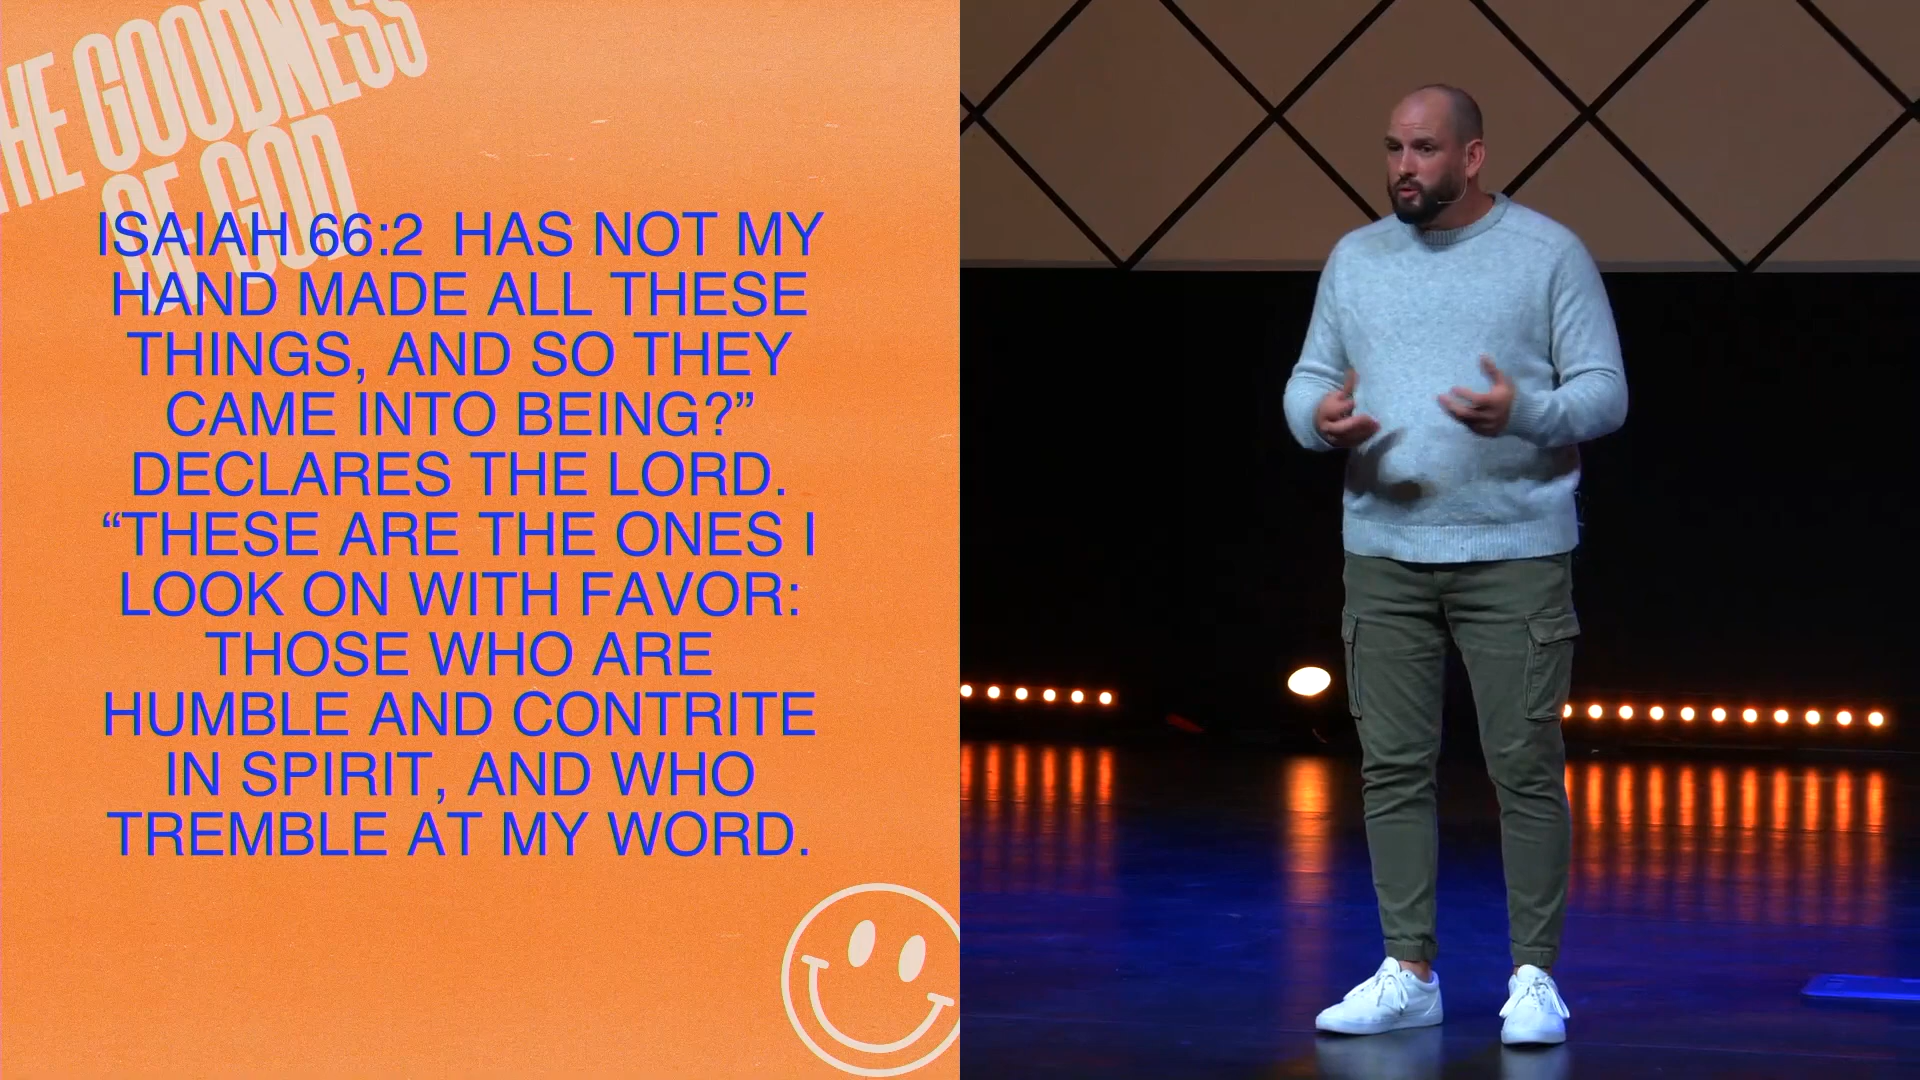 THE GOODNESS
OF GOD
ISAIAH 66:2 HAS NOT MY
HAND MADE ALL THESE
THINGS, AND SO THEY
CAME INTO BEING?”
DECLARES THE LORD.
“THESE ARE THE ONES I
LOOK ON WITH FAVOR:
THOSE WHO ARE
HUMBLE AND CONTRITE
IN SPIRIT, AND WHO
TREMBLE AT MY WORD.